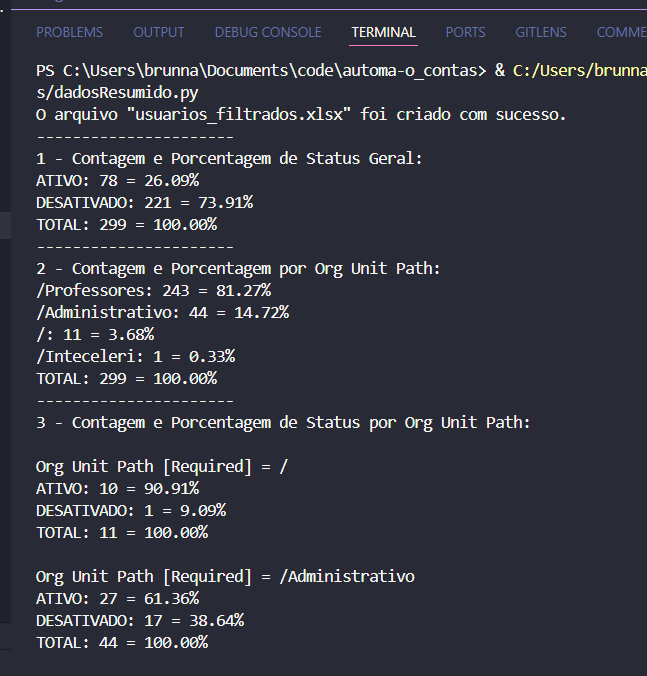 PROBLEMS OUTPUT DEBUG CONSOLE TERMINAL PORTS GITLENS COMME
PS C:\Users\brunna\Documents\code\automa-o_contas> & C:/Users/brunna
s/dadosResumido.py
O arquivo "usuarios_filtrados.xlsx" foi criado com sucesso.
----------------------
1 - Contagem e Porcentagem de Status Geral:
ATIVO: 78 = 26.09%
DESATIVADO: 221 = 73.91%
TOTAL: 299 = 100.00%
----------------------
2 - Contagem e Porcentagem por Org Unit Path:
/Professores: 243 = 81.27%
/Administrativo: 44 = 14.72%
/: 11 = 3.68%
/Inteceleri: 1 = 0.33%
TOTAL: 299 = 100.00%
----------------------
3 - Contagem e Porcentagem de Status por Org Unit Path:
Org Unit Path [Required] = /
ATIVO: 10 = 90.91%
DESATIVADO: 1 = 9.09%
TOTAL: 11 = 100.00%
Org Unit Path [Required] = /Administrativo
ATIVO: 27 = 61.36%
DESATIVADO: 17 = 38.64%
TOTAL: 44 = 100.00%